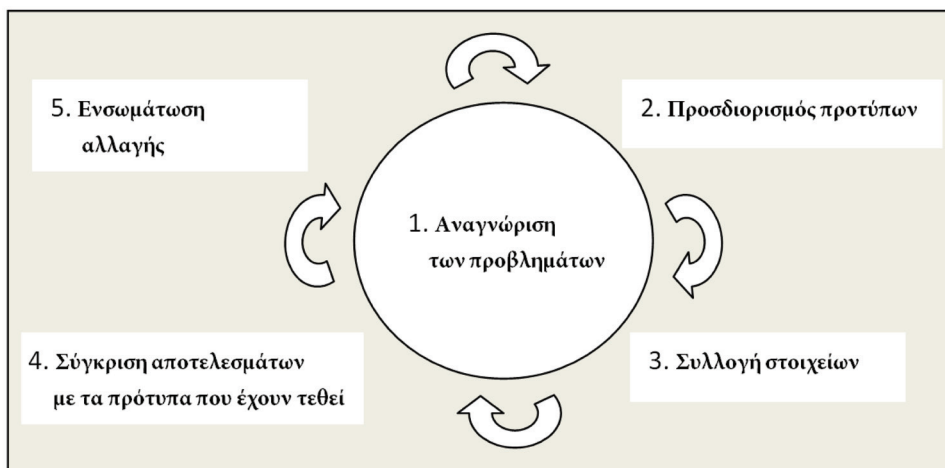 1. Αναγνώριση
των προβλημάτων
2. Προσδιορισμός προτύπων
3. Συλλογή στοιχείων
4. Σύγκριση αποτελεσμάτων
με τα πρότυπα που έχουν τεθεί
5. Ενσωμάτωση
αλλαγής